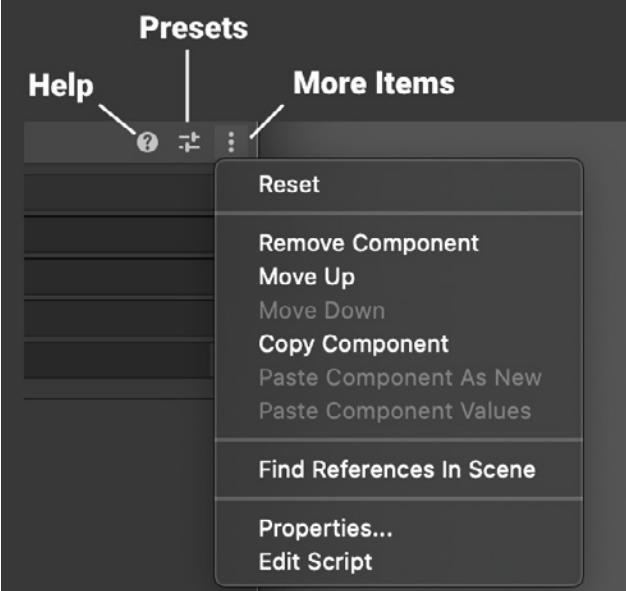 Presets
Help
More Items
Reset
Remove Component
Move Up
Move Down
Copy Component
Paste Component As New
Paste Component Values
Find References In Scene
Properties...
Edit Script